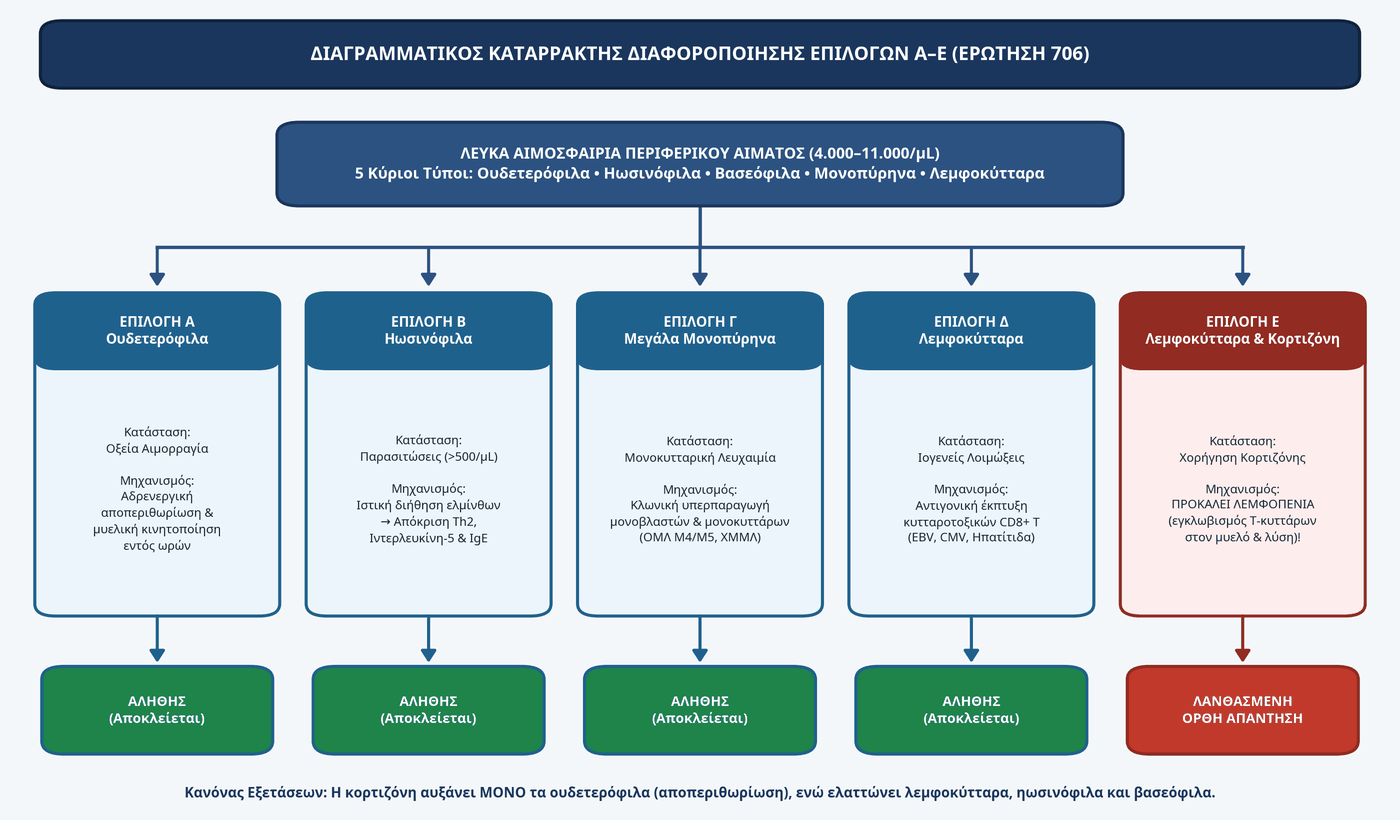 ΔΙΑΓΡΑΜΜΑΤΙΚΟΣ ΚΑΤΑΡΡΑΚΤΗΣ ΔΙΑΦΟΡΟΠΟΙΗΣΗΣ ΕΠΙΛΟΓΩΝ Α–Ε (ΕΡΩΤΗΣΗ 706)
ΛΕΥΚΑ ΑΙΜΟΣΦΑΙΡΙΑ ΠΕΡΙΦΕΡΙΚΟΥ ΑΙΜΑΤΟΣ (4.000–11.000/μL)
5 Κύριοι Τύποι: Ουδετερόφιλα • Ηωσινόφιλα • Βασεόφιλα • Μονοπύρηνα • Λεμφοκύτταρα
ΕΠΙΛΟΓΗ Α
Ουδετερόφιλα
Κατάσταση:
Οξεία Αιμορραγία
Μηχανισμός:
Αδρενεργική
αποπεριθωρίωση &
μυελική κινητοποίηση
εντός ωρών
ΑΛΗΘΗΣ
(Αποκλείεται)
ΕΠΙΛΟΓΗ Β
Ηωσινόφιλα
Κατάσταση:
Παρασιτώσεις (>500/μL)
Μηχανισμός:
Ιστική διήθηση ελμίνθων
→ Απόκριση Th2,
Ιντερλευκίνη-5 & IgE
ΑΛΗΘΗΣ
(Αποκλείεται)
ΕΠΙΛΟΓΗ Γ
Μεγάλα Μονοπύρηνα
Κατάσταση:
Μονοκυτταρική Λευχαιμία
Μηχανισμός:
Κλωνική υπερπαραγωγή
μονοβλαστών & μονοκυττάρων
(ΟΜΛ Μ4/Μ5, ΧΜΜΛ)
ΑΛΗΘΗΣ
(Αποκλείεται)
ΕΠΙΛΟΓΗ Δ
Λεμφοκύτταρα
Κατάσταση:
Ιογενείς Λοιμώξεις
Μηχανισμός:
Αντιγονική έκπτυξη
κυτταροτοξικών CD8+ T
(EBV, CMV, Ηπατίτιδα)
ΑΛΗΘΗΣ
(Αποκλείεται)
ΕΠΙΛΟΓΗ Ε
Λεμφοκύτταρα & Κορτιζόνη
Κατάσταση:
Χορήγηση Κορτιζόνης
Μηχανισμός:
ΠΡΟΚΑΛΕΙ ΛΕΜΦΟΠΕΝΙΑ
(εγκλωβισμός Τ-κυττάρων
στον μυελό & λύση)!
ΛΑΝΘΑΣΜΕΝΗ
ΟΡΘΗ ΑΠΑΝΤΗΣΗ
Κανόνας Εξετάσεων: Η κορτιζόνη αυξάνει ΜΟΝΟ τα ουδετερόφιλα (αποπεριθωρίωση), ενώ ελαττώνει λεμφοκύτταρα, ηωσινόφιλα και βασεόφιλα.